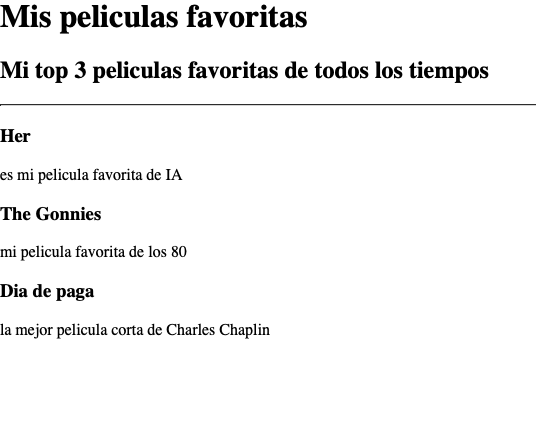 Mis peliculas favoritas
Mi top 3 peliculas favoritas de todos los tiempos
Her
es mi pelicula favorita de IA
The Gonnies
mi pelicula favorita de los 80
Dia de paga
la mejor pelicula corta de Charles Chaplin